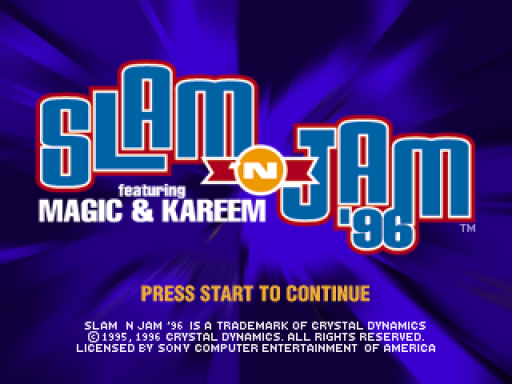 SLAM 'N JAM '96 ™
featuring
MAGIC & KAREEM
PRESS START TO CONTINUE
SLAM N JAM '96 IS A TRADEMARK OF CRYSTAL DYNAMICS
©1995, 1996 CRYSTAL DYNAMICS. ALL RIGHTS RESERVED.
LICENSED BY SONY COMPUTER ENTERTAINMENT OF AMERICA